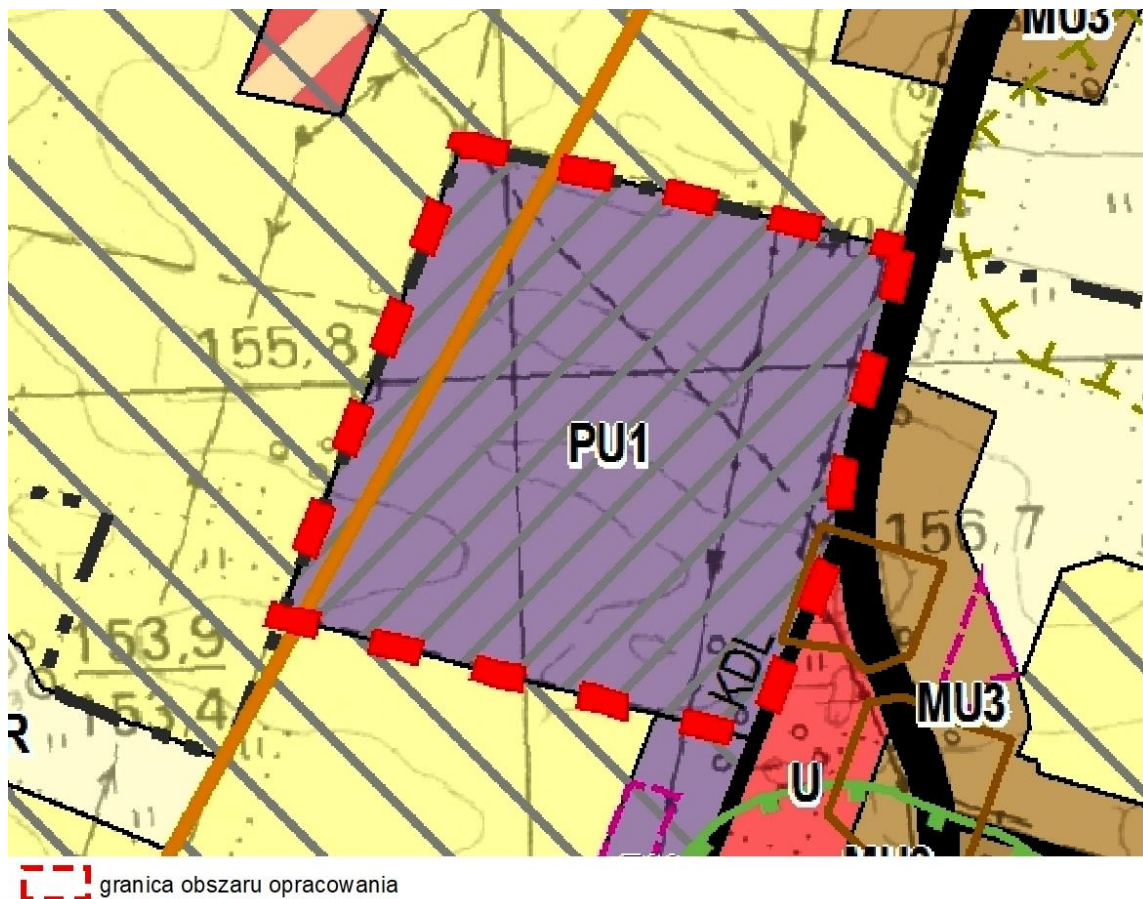 MU3
155,8
PU1
156,7
153,9
153,4
KDL
MU3
R
U
granica obszaru opracowania